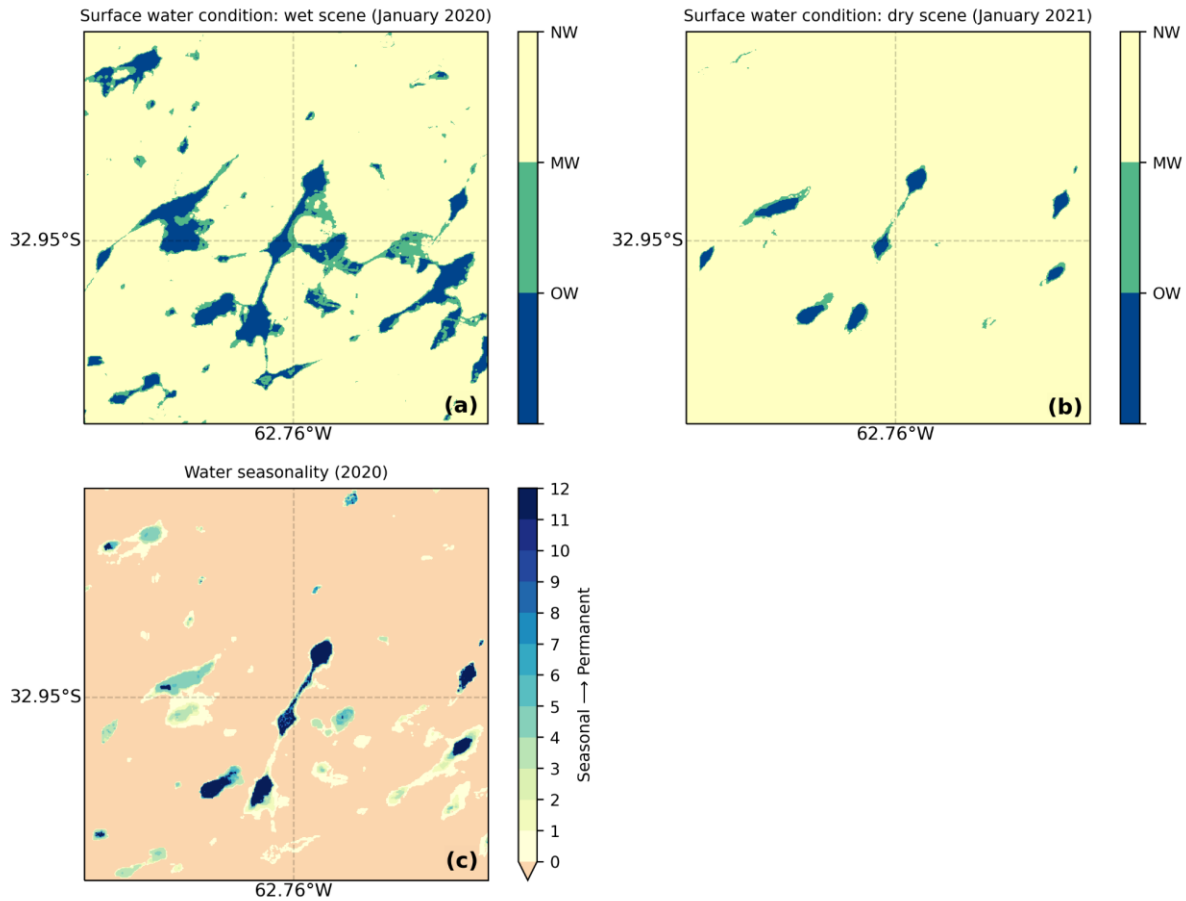 Surface water condition: wet scene (January 2020)
NW
MW
OW
32.95°S
62.76°W
(a)
Surface water condition: dry scene (January 2021)
NW
MW
OW
32.95°S
62.76°W
(b)
Water seasonality (2020)
12
11
10
9
8
7
6
5
4
3
2
1
0
Seasonal ⟶ Permanent
32.95°S
62.76°W
(c)